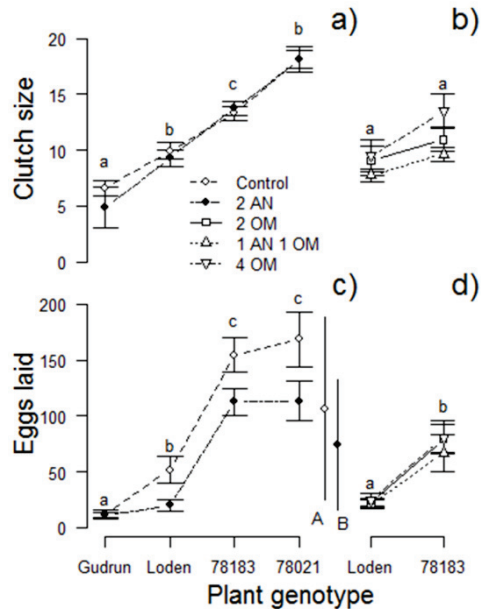 a)
b)
Clutch size
20
15
10
5
0
a
b
c
d
a
a
Control
2 AN
2 OM
1 AN 1 OM
4 OM
c)
d)
Eggs laid
200
150
100
50
0
a
b
c
c
A
B
a
b
Gudrun Loden 78183 78021 Loden 78183
Plant genotype